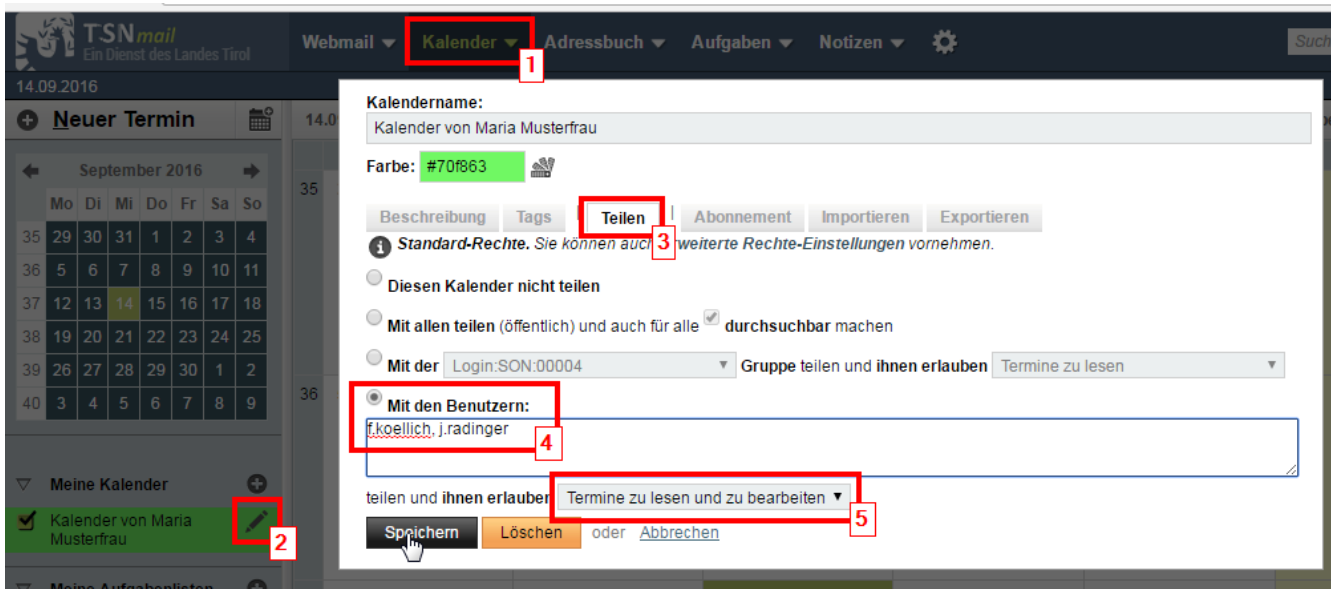 TSNmail
Ein Dienst des Landes Tirol
Webmail Kalender Adressbuch Aufgaben Notizen
1
14.09.2016
Neuer Termin
September 2016
Mo Di Mi Do Fr Sa So
35 29 30 31 1 2 3 4
36 5 6 7 8 9 10 11
37 12 13 14 15 16 17 18
38 19 20 21 22 23 24 25
39 26 27 28 29 30 1 2
40 3 4 5 6 7 8 9
Meine Kalender
Kalender von Maria
Musterfrau
2
Meine Aufgabenlisten
35
36
Kalendername:
Kalender von Maria Musterfrau
Farbe: #70f863
Beschreibung Tags | Teilen | Abonnement Importieren Exportieren
3
Standard-Rechte. Sie können auch erweiterte Rechte-Einstellungen vornehmen.
Diesen Kalender nicht teilen
Mit allen teilen (öffentlich) und auch für alle durchsuchbar machen
Mit der Login:SON:00004 Gruppe teilen und ihnen erlauben Termine zu lesen
Mit den Benutzern:
f.koellich, j.radinger
4
teilen und ihnen erlauben Termine zu lesen und zu bearbeiten
5
Speichern Löschen oder Abbrechen